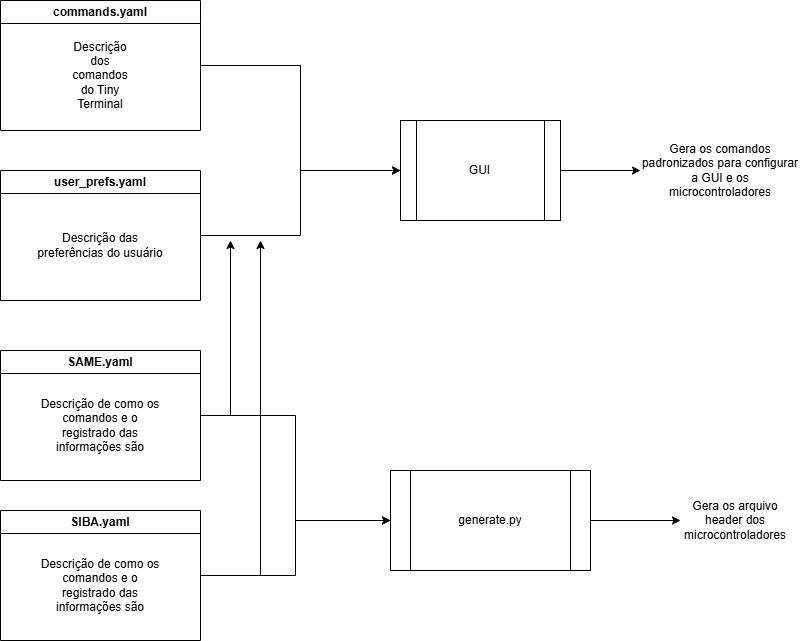 commands.yaml
Descrição
dos
comandos
do Tiny
Terminal
user_prefs.yaml
Descrição das
preferências do usuário
GUI
Gera os comandos
padronizados para configurar
a GUI e os
microcontroladores
SAME.yaml
Descrição de como os
comandos e o
registrado das
informações são
SIBA.yaml
Descrição de como os
comandos e o
registrado das
informações são
generate.py
Gera os arquivo
header dos
microcontroladores